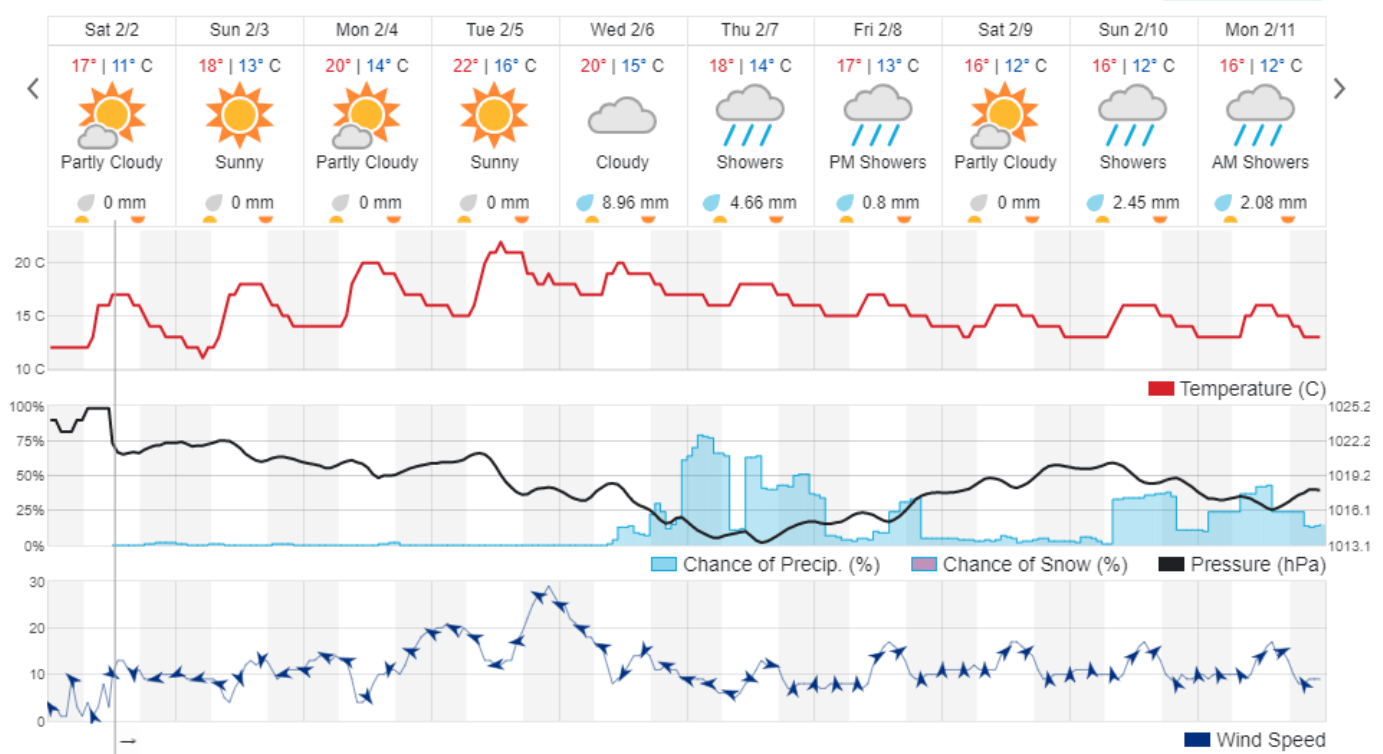 Sat 2/2 Sun 2/3 Mon 2/4 Tue 2/5 Wed 2/6 Thu 2/7 Fri 2/8 Sat 2/9 Sun 2/10 Mon 2/11
17° | 11° C 18° | 13° C 20° | 14° C 22° | 16° C 20° | 15° C 18° | 14° C 17° | 13° C 16° | 12° C 16° | 12° C 16° | 12° C
Partly Cloudy Sunny Partly Cloudy Sunny Cloudy Showers PM Showers Partly Cloudy Showers AM Showers
0 mm 0 mm 0 mm 0 mm 8.96 mm 4.66 mm 0.8 mm 0 mm 2.45 mm 2.08 mm
20 C
15 C
10 C
Temperature (C)
100% 1025.2
75% 1022.2
50% 1019.2
25% 1016.1
0% 1013.1
Chance of Precip. (%) Chance of Snow (%) Pressure (hPa)
30
20
10
0
→
Wind Speed